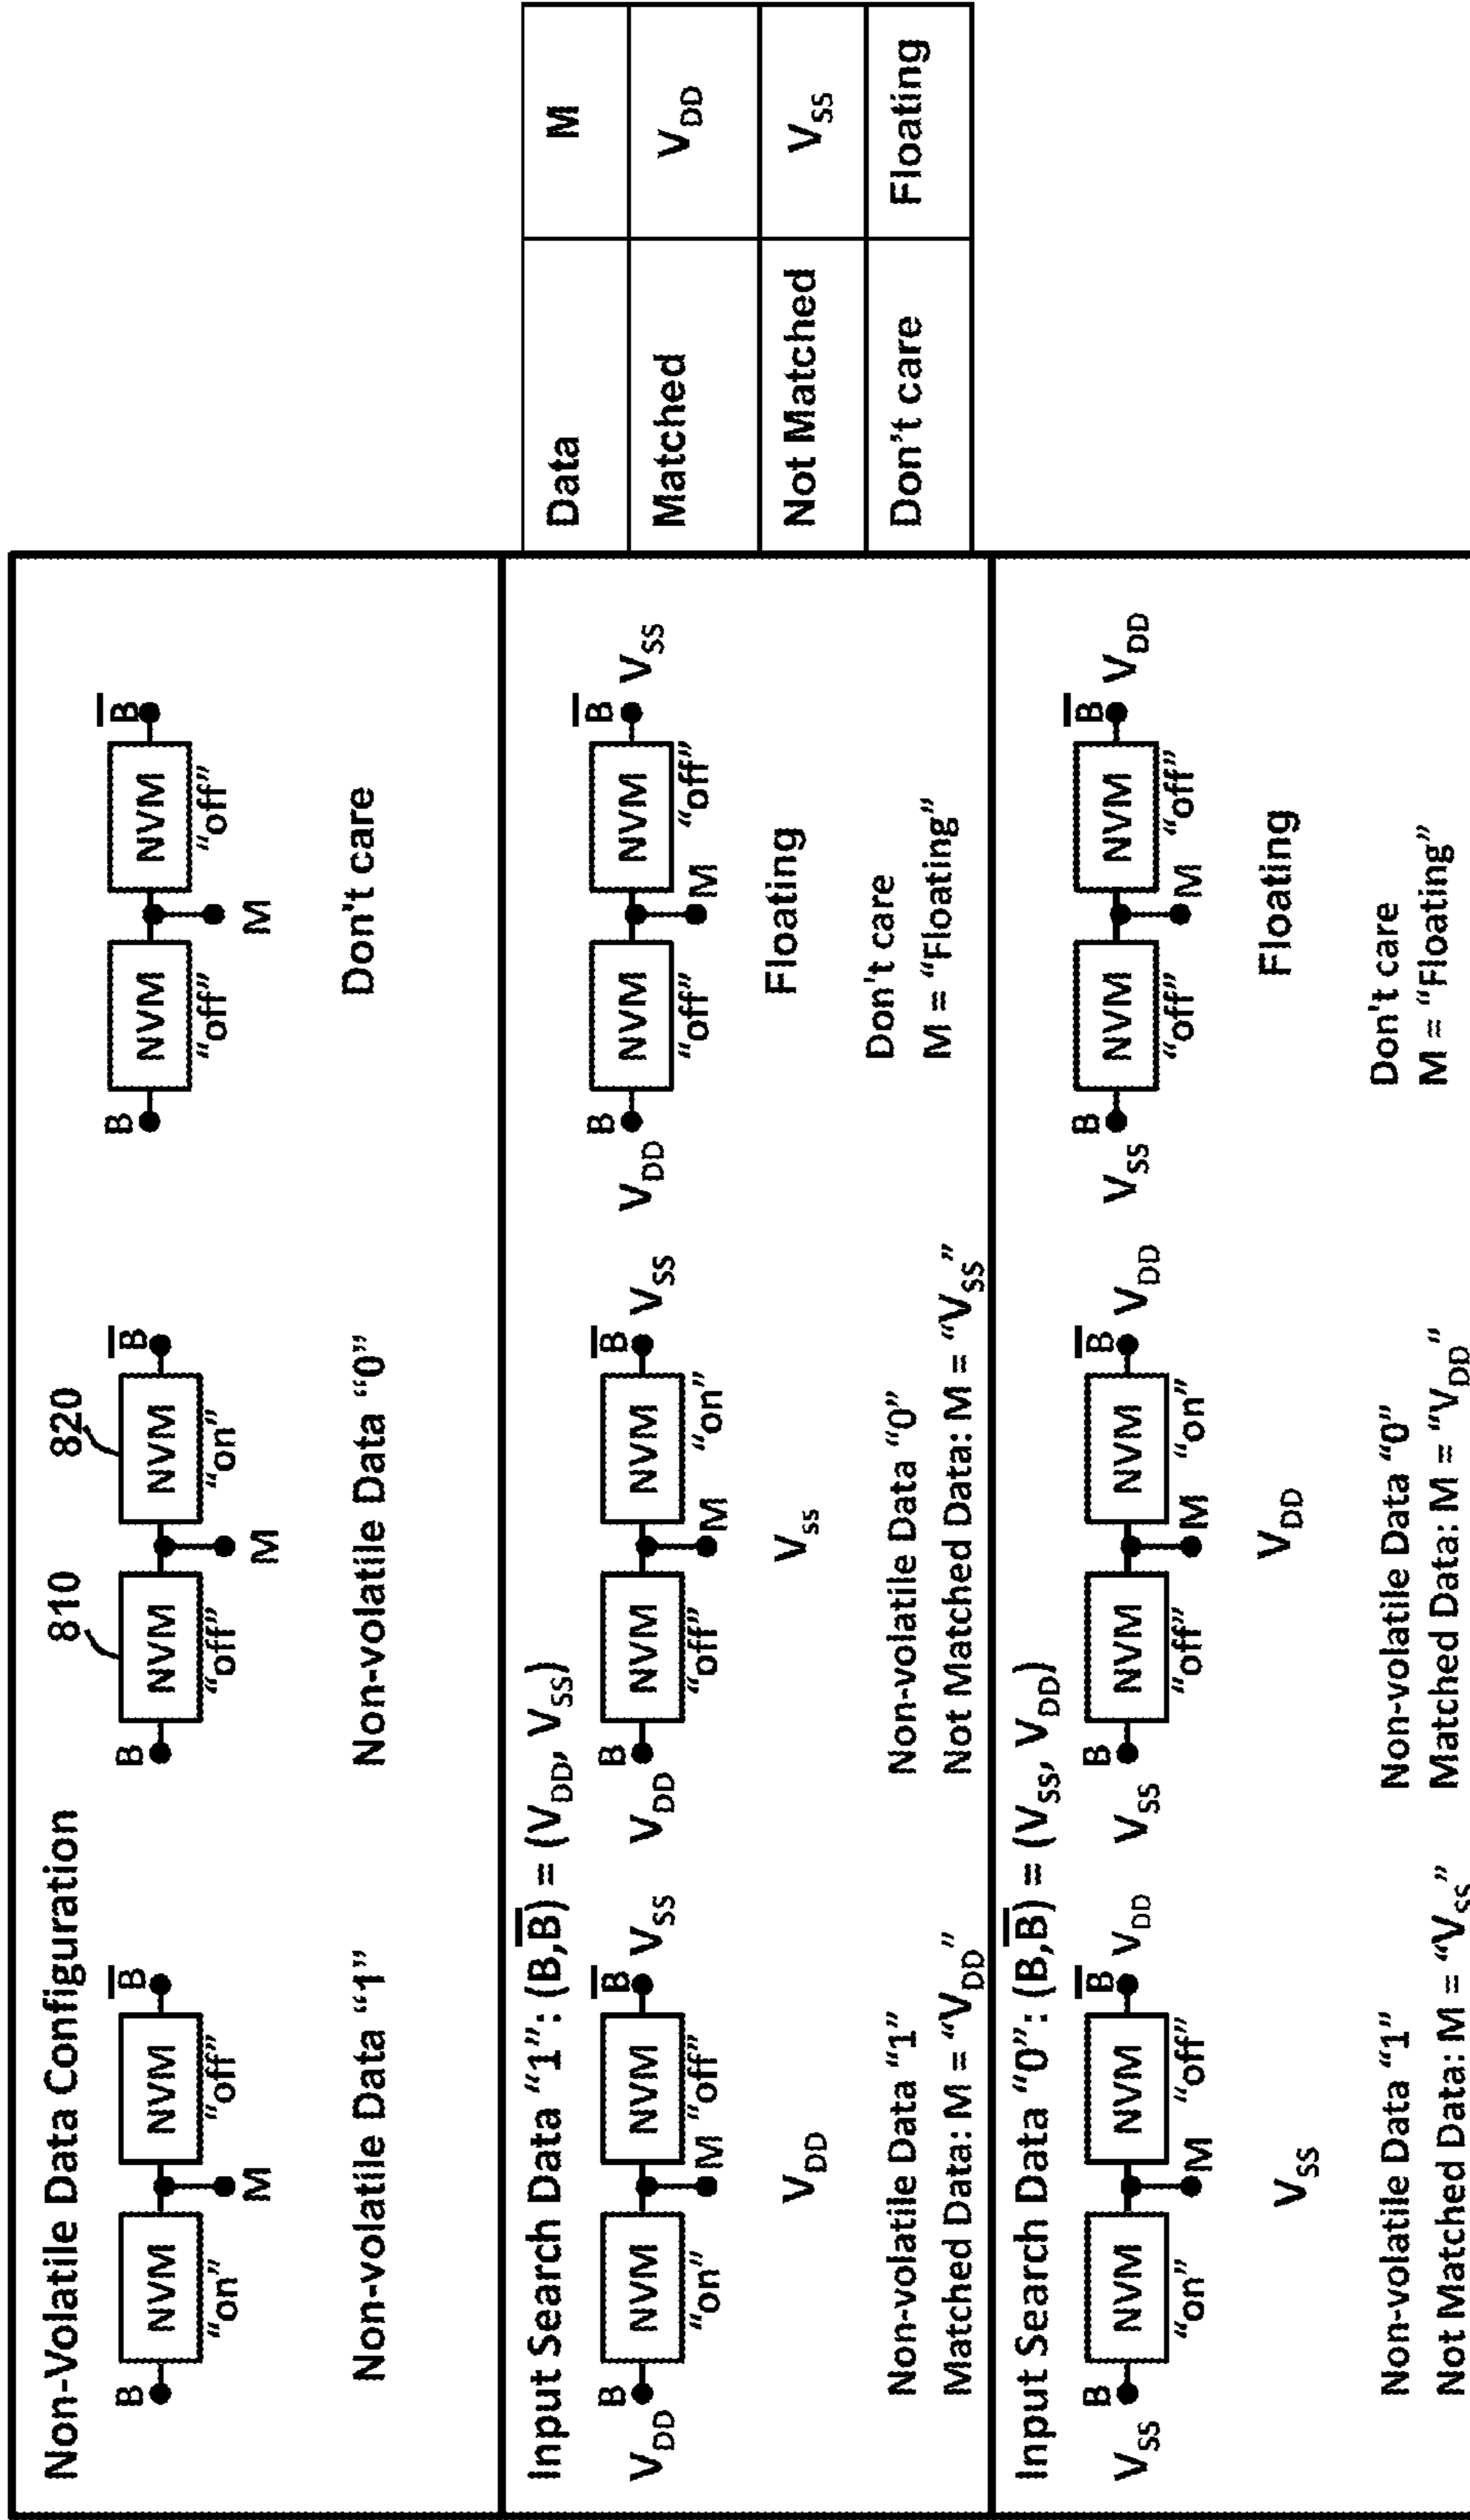 Non-Volatile Data Configuration
810
820
B NVM NVM B̅
"on" "off"
M
B NVM NVM B̅
"off" "on"
M
B NVM NVM B̅
"off" "off"
M
Non-volatile Data "1"
Non-volatile Data "0"
Don't care
Input Search Data "1": (B,B̅) = (VDD, VSS)
B NVM NVM B̅
VDD "on" M "off" VSS
B NVM NVM B̅
VDD "off" M "on" VSS
B NVM NVM B̅
VDD "off" M "off" VSS
VDD
Vss
Floating
Non-volatile Data "1"
Matched Data: M = "VDD"
Non-volatile Data "0"
Not Matched Data: M = "VSS"
Don't care
M = "Floating"
Input Search Data "0": (B,B̅) = (VSS, VDD)
B NVM NVM B̅
VSS "on" M "off" VDD
B NVM NVM B̅
VSS "off" M "on" VDD
B NVM NVM B̅
VSS "off" M "off" VDD
VSS
VDD
Floating
Non-volatile Data "1"
Not Matched Data: M = "VSS"
Non-volatile Data "0"
Matched Data: M = "VDD"
Don't care
M = "Floating"
Data M
Matched VDD
Not Matched VSS
Don't care Floating